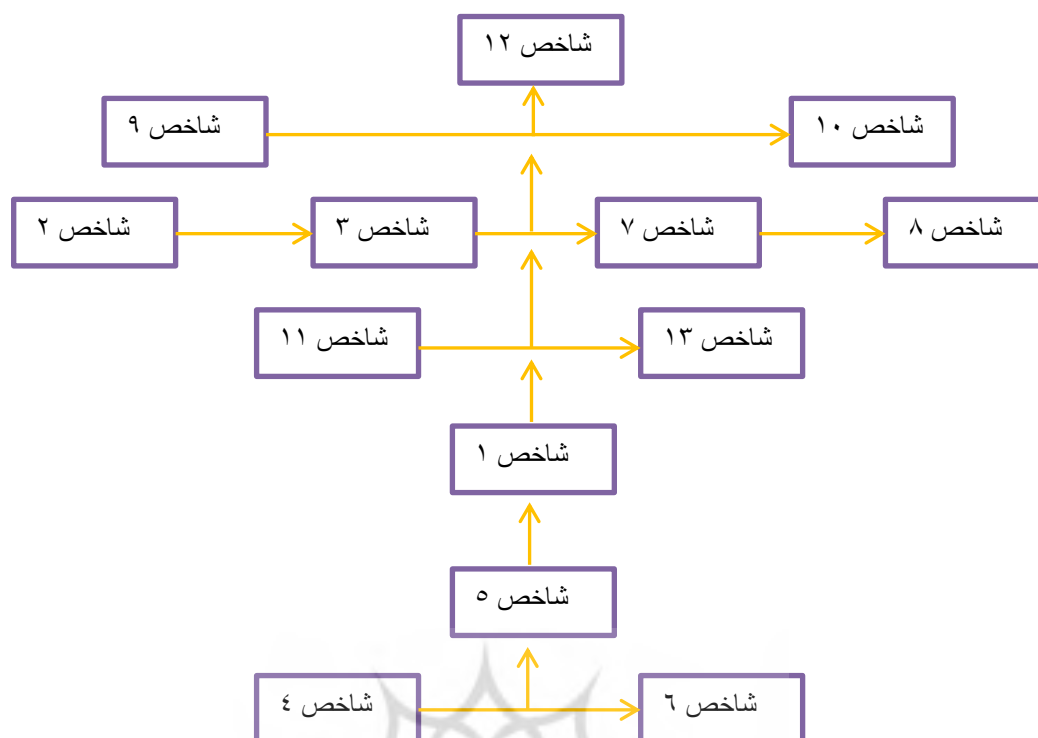 شاخص ۱۲
شاخص ۹
شاخص ۱۰
شاخص ۲
شاخص ۳
شاخص ۷
شاخص ۸
شاخص ۱۱
شاخص ۱۳
شاخص ۱
شاخص ٥
شاخص ٤
شاخص ٦